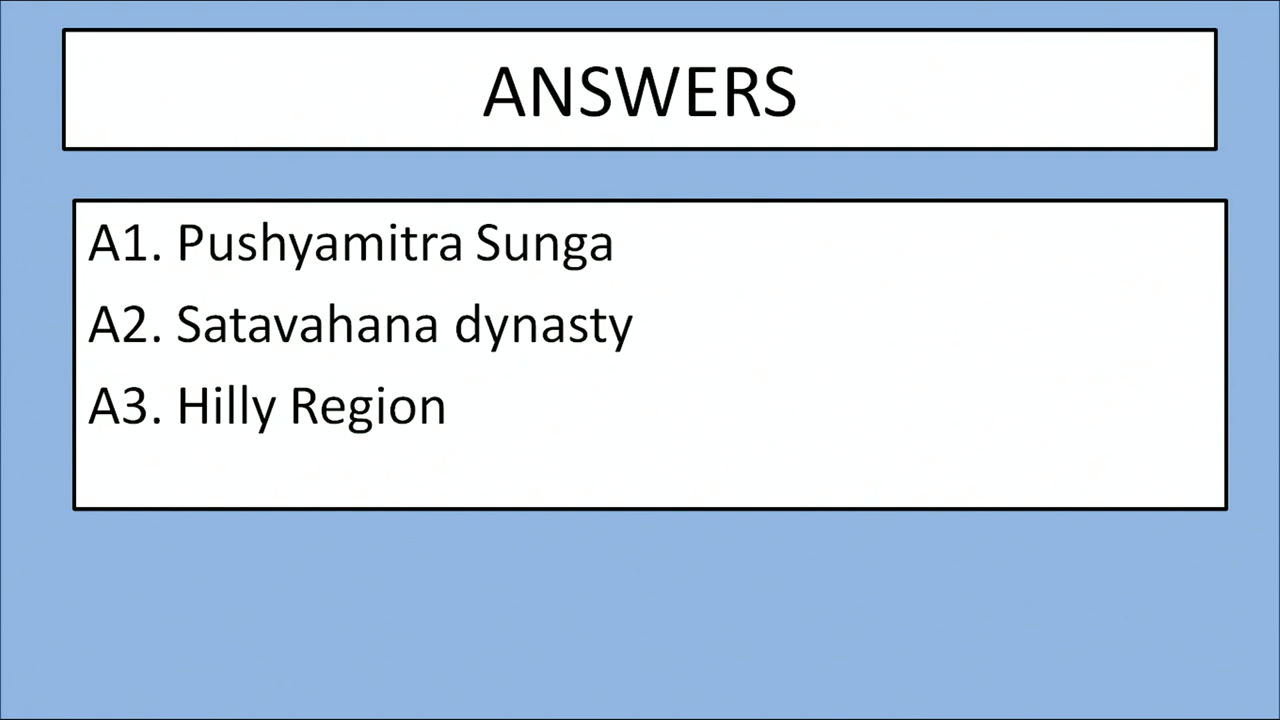 ANSWERS
A1. Pushyamitra Sunga
A2. Satavahana dynasty
A3. Hilly Region